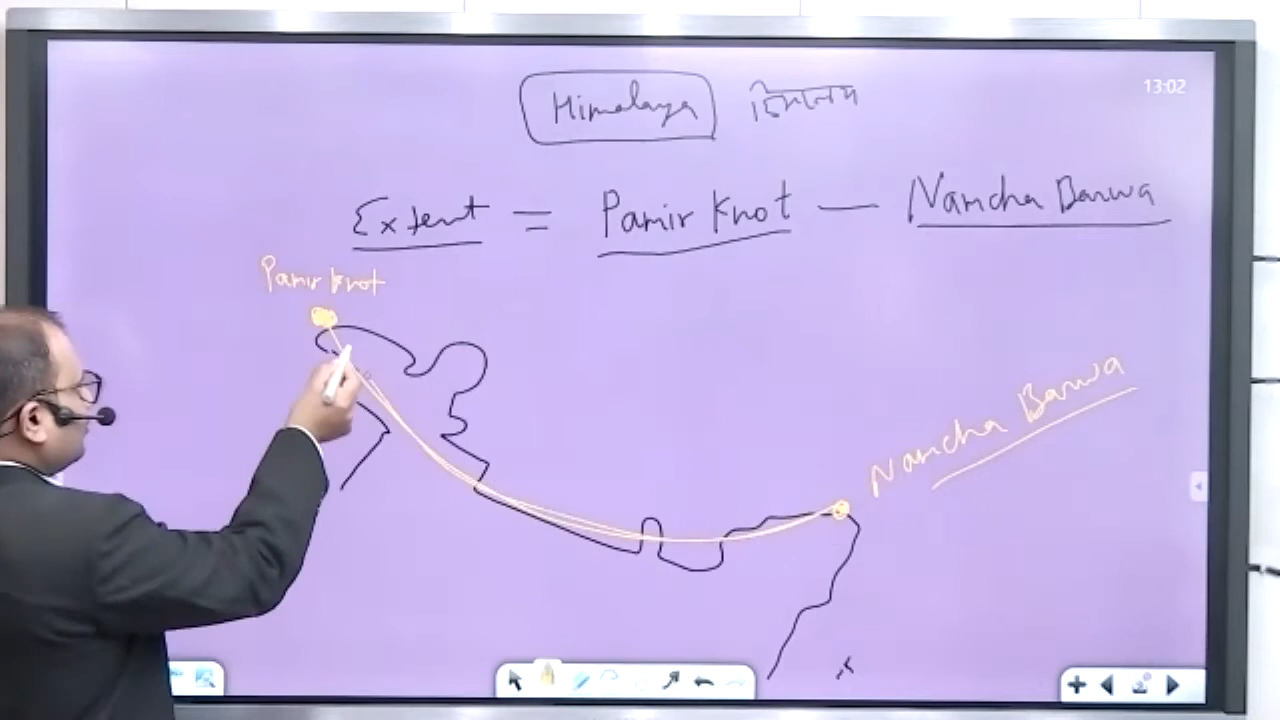 Himalaya हिमालय
13:02
Extent = Pamir Knot — Namcha Barwa
Pamir Knot
Namcha Barwa